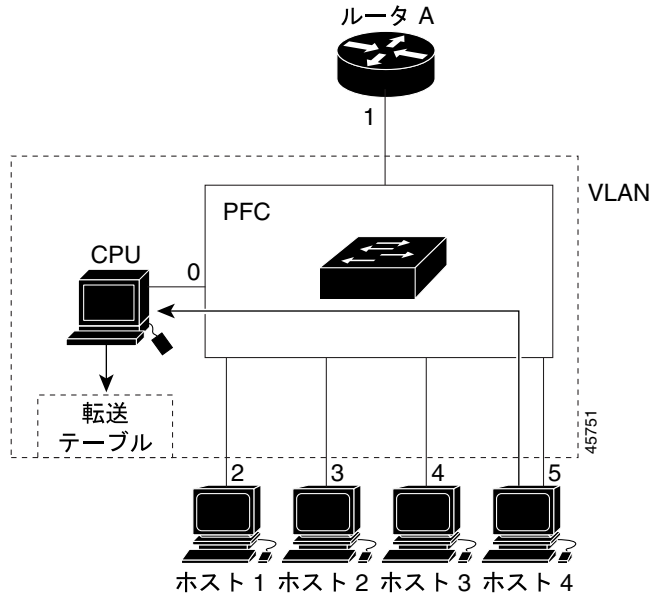 ルータ A
1
VLAN
PFC
CPU
0
転送
テーブル
45751
2
3
4
5
ホスト 1
ホスト 2
ホスト 3
ホスト 4